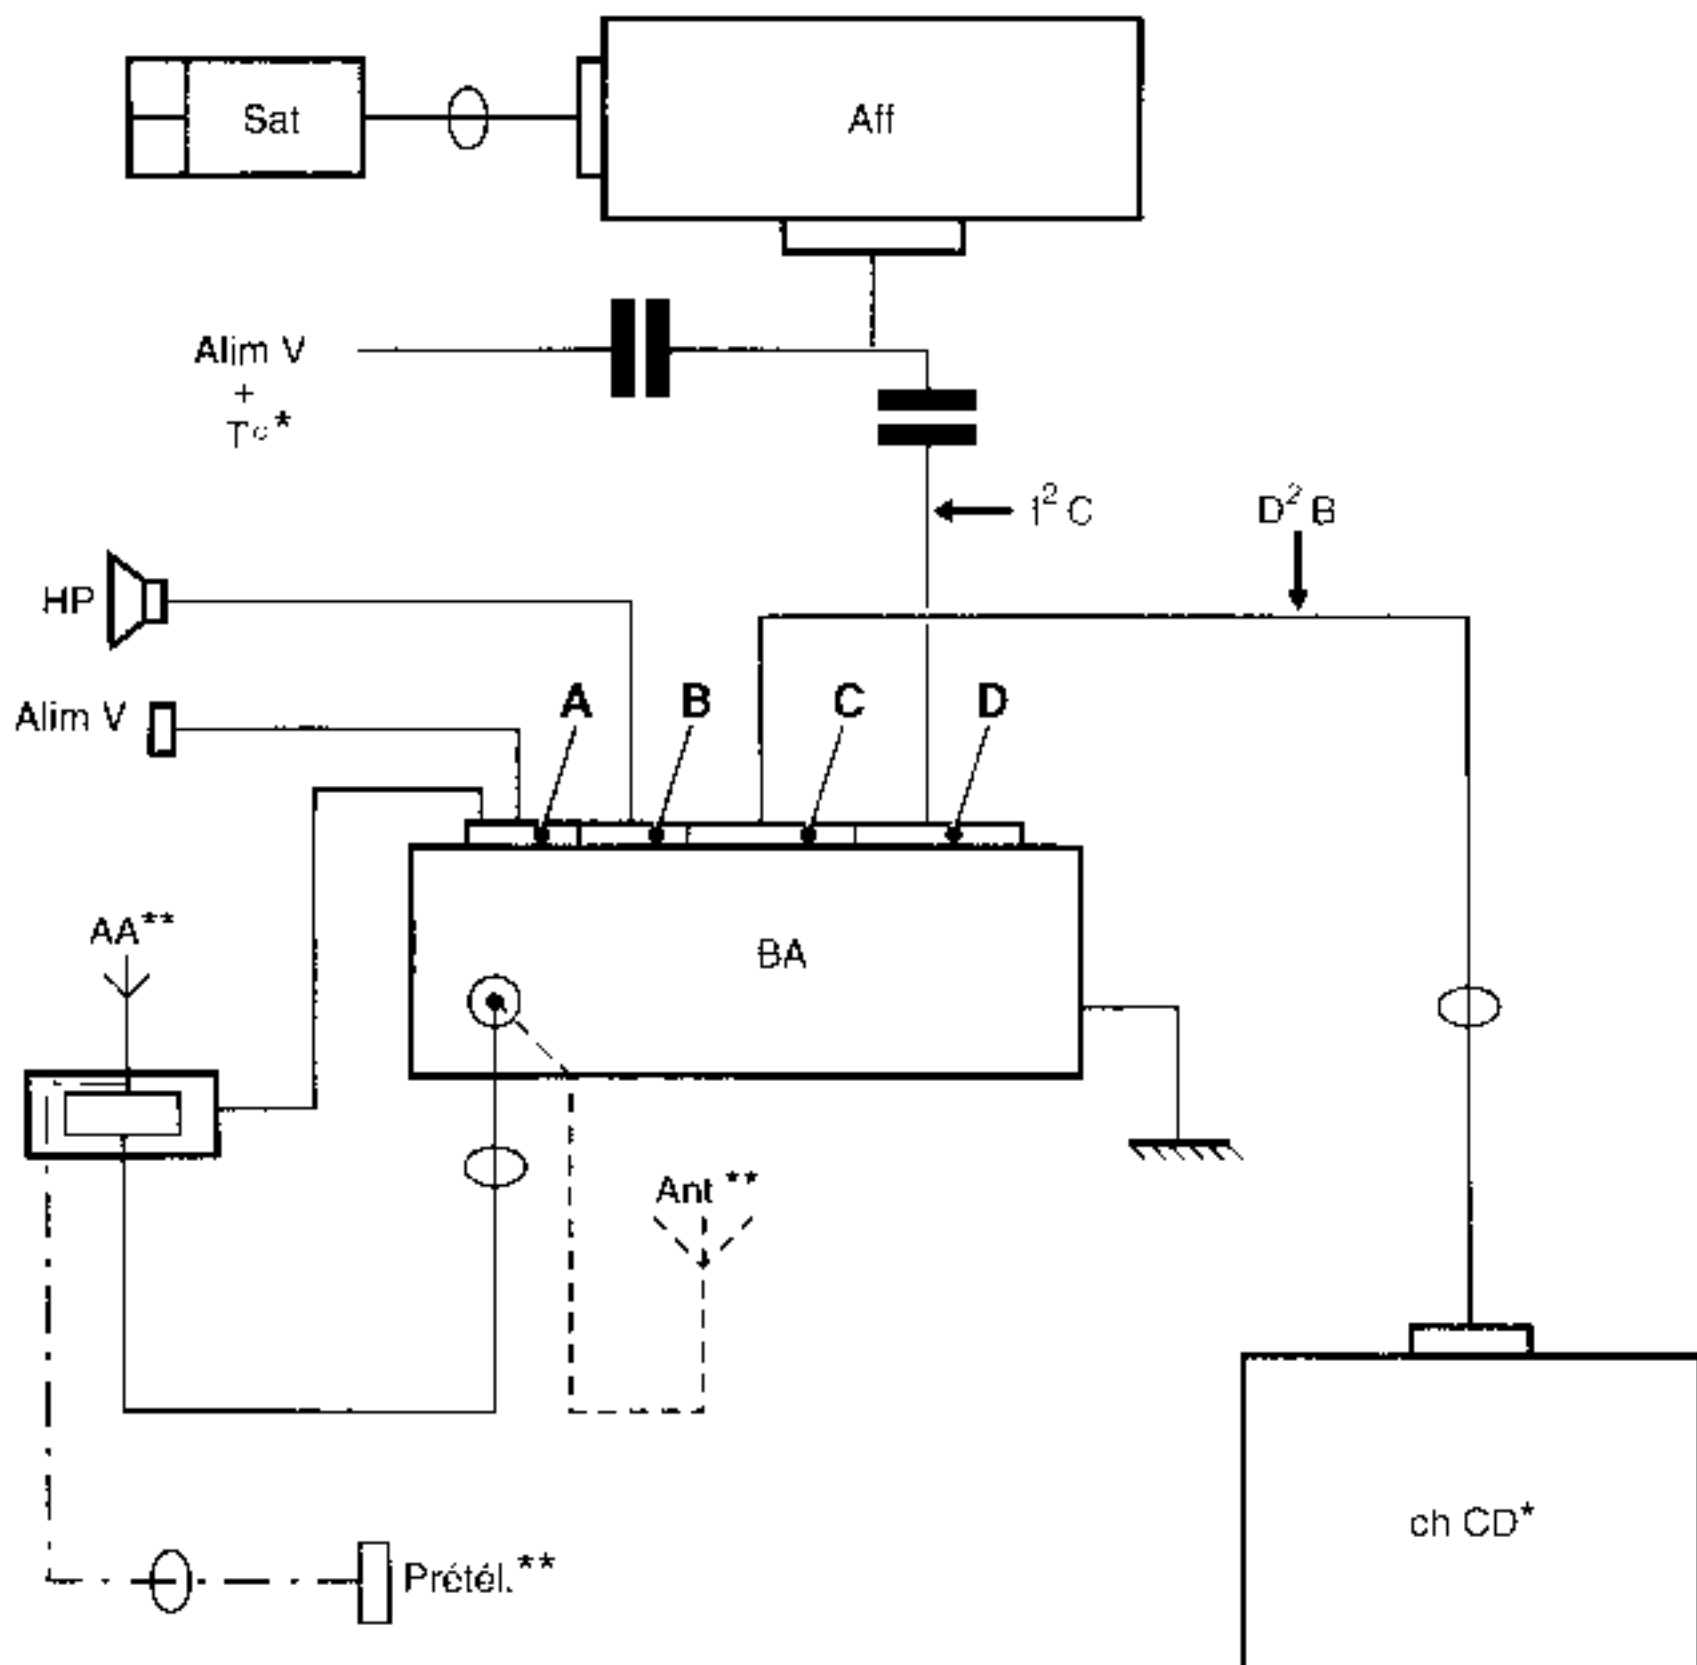 Sat
Aff
Alim V
+
T° *
I² C
D² B
HP
Alim V
A
B
C
D
AA **
BA
Ant **
ch CD*
Prétél. **